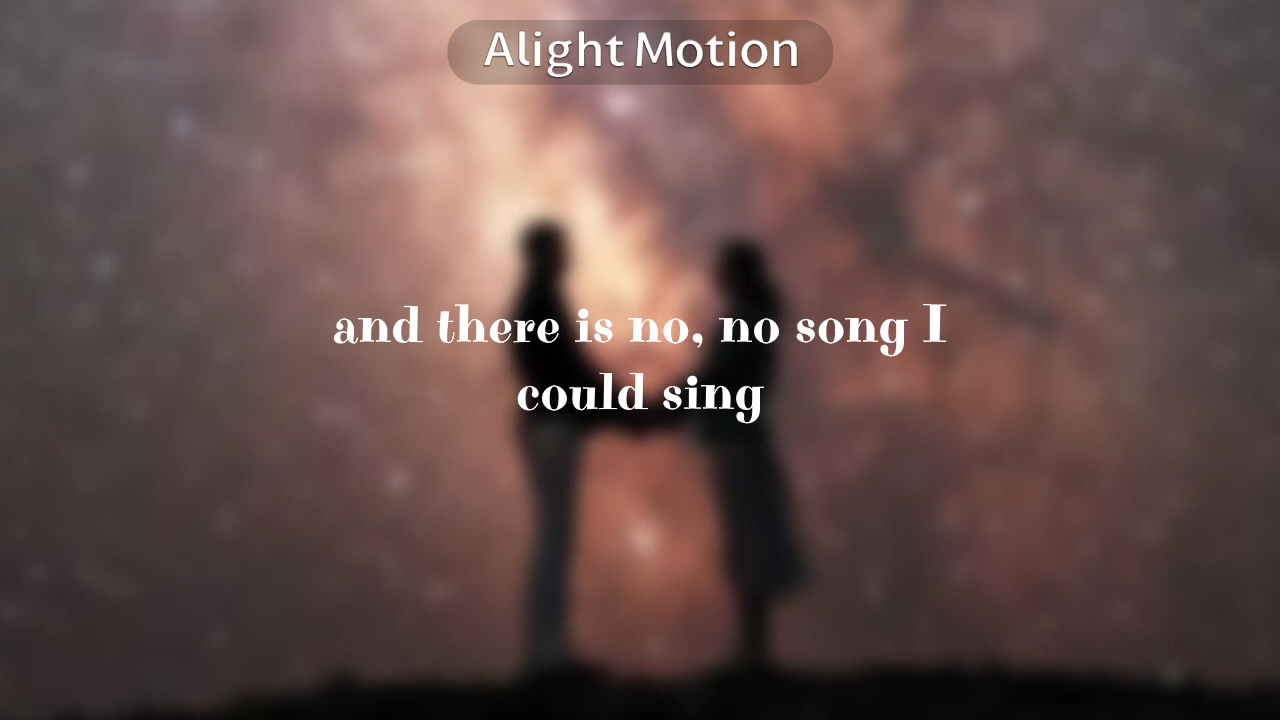 Alight Motion
and there is no, no song I
could sing